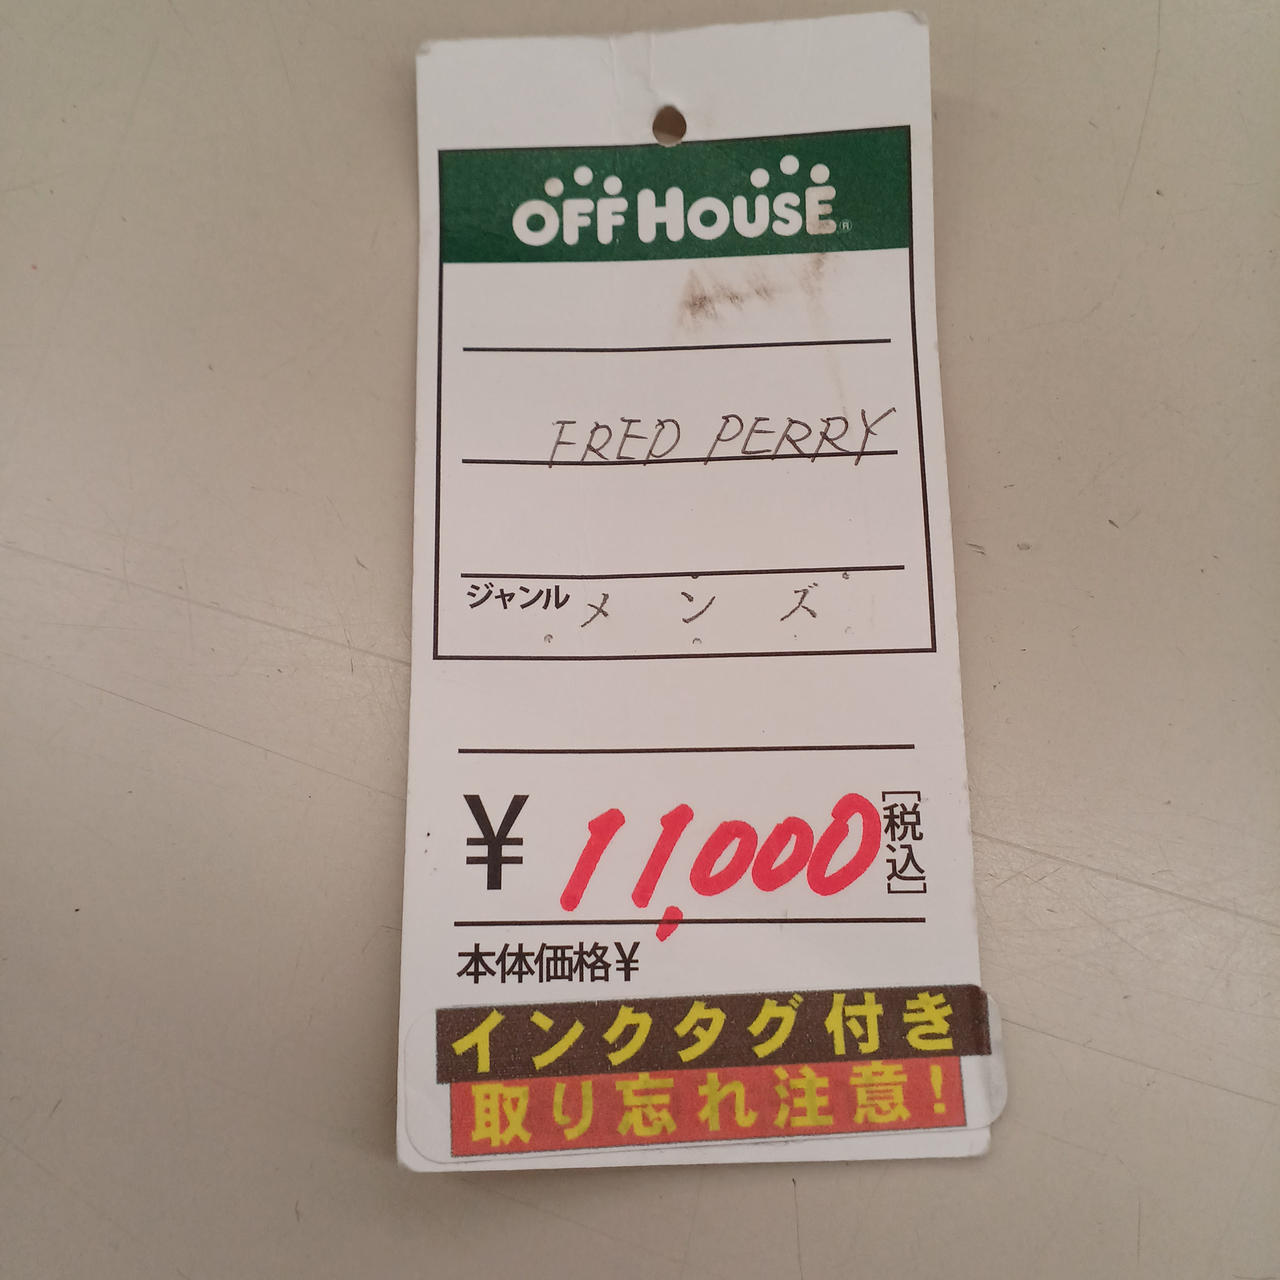 OFF HOUSE®
FRED PERRY
ジャンル メンズ
¥ 11,000 [税込]
本体価格¥
インクタグ付き
取り忘れ注意!